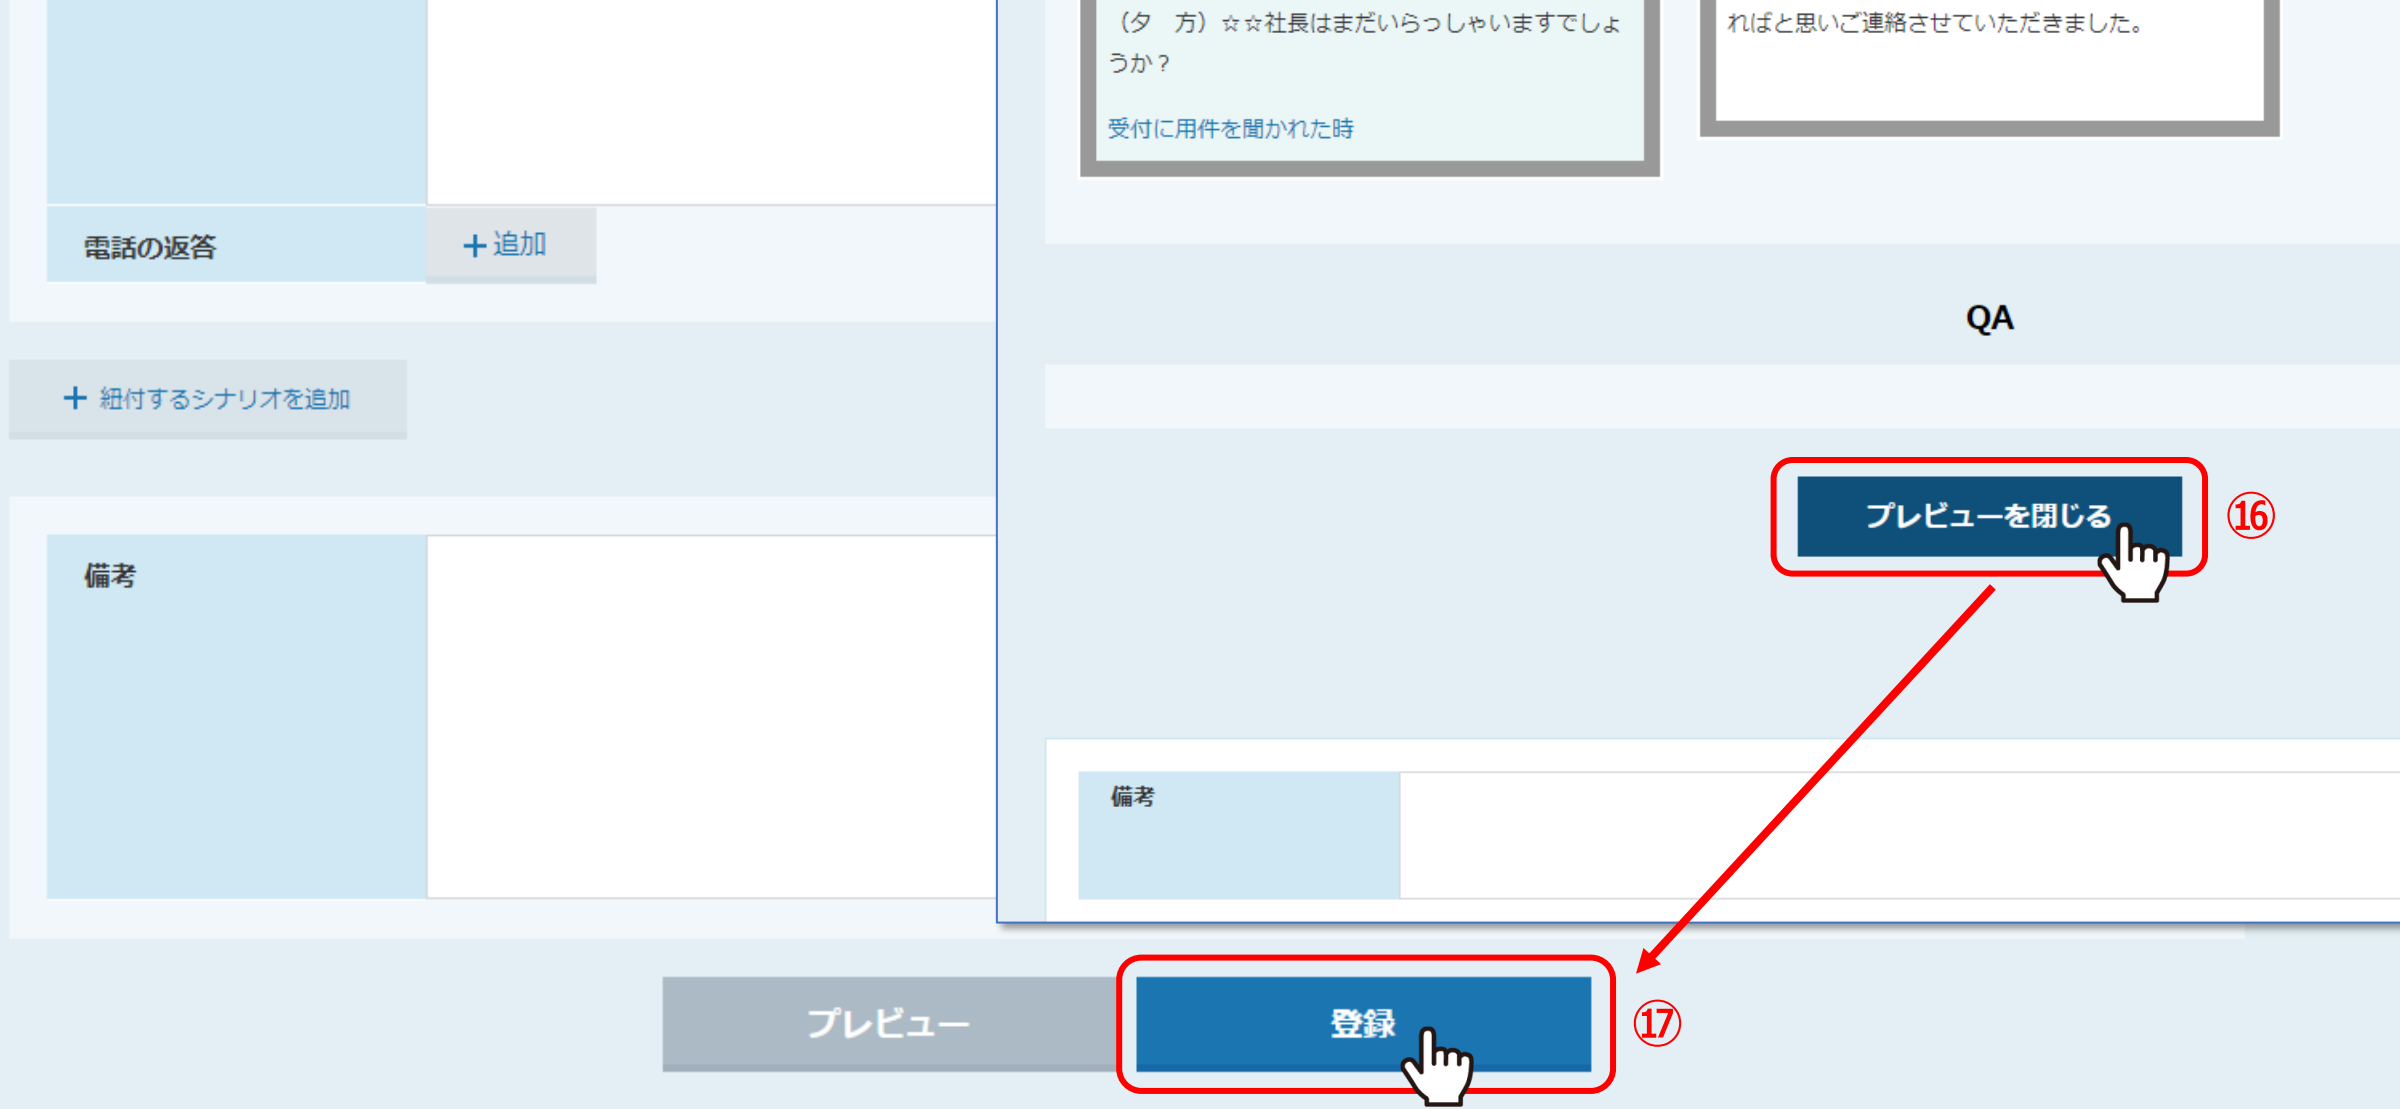 電話の返答
+ 追加
+ 紐付するシナリオを追加
備考
(夕　方) ☆☆社長はまだいらっしゃいますでしょ
うか？
受付に用件を聞かれた時
ればと思いご連絡させていただきました。
QA
プレビューを閉じる
⑯
備考
プレビュー
登録
⑰